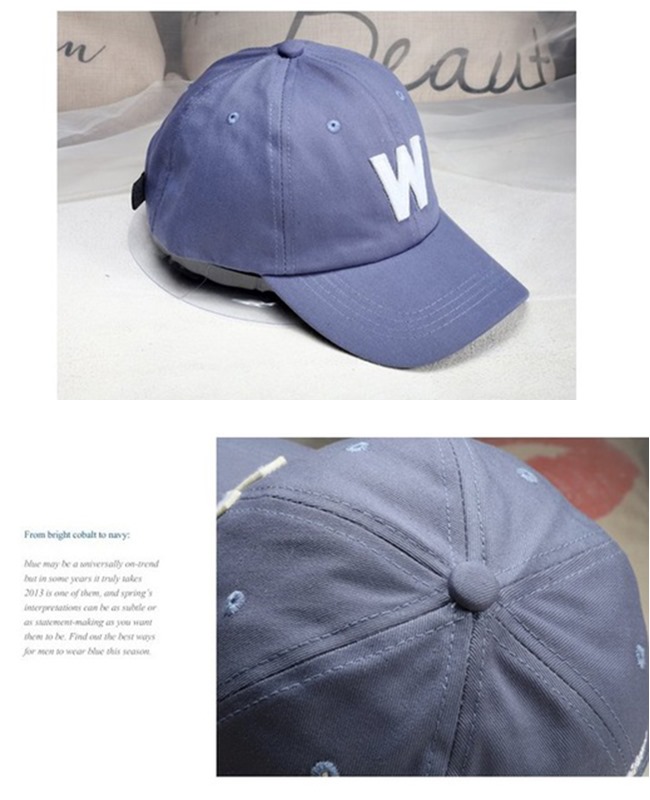 Beauti
W
From bright cobalt to navy:
blue may be a universally on-trend
but in some years it truly takes
2013 is one of them, and spring's
interpretations can be as subtle or
as statement-making as you want
them to be. Find out the best ways
for men to wear blue this season.